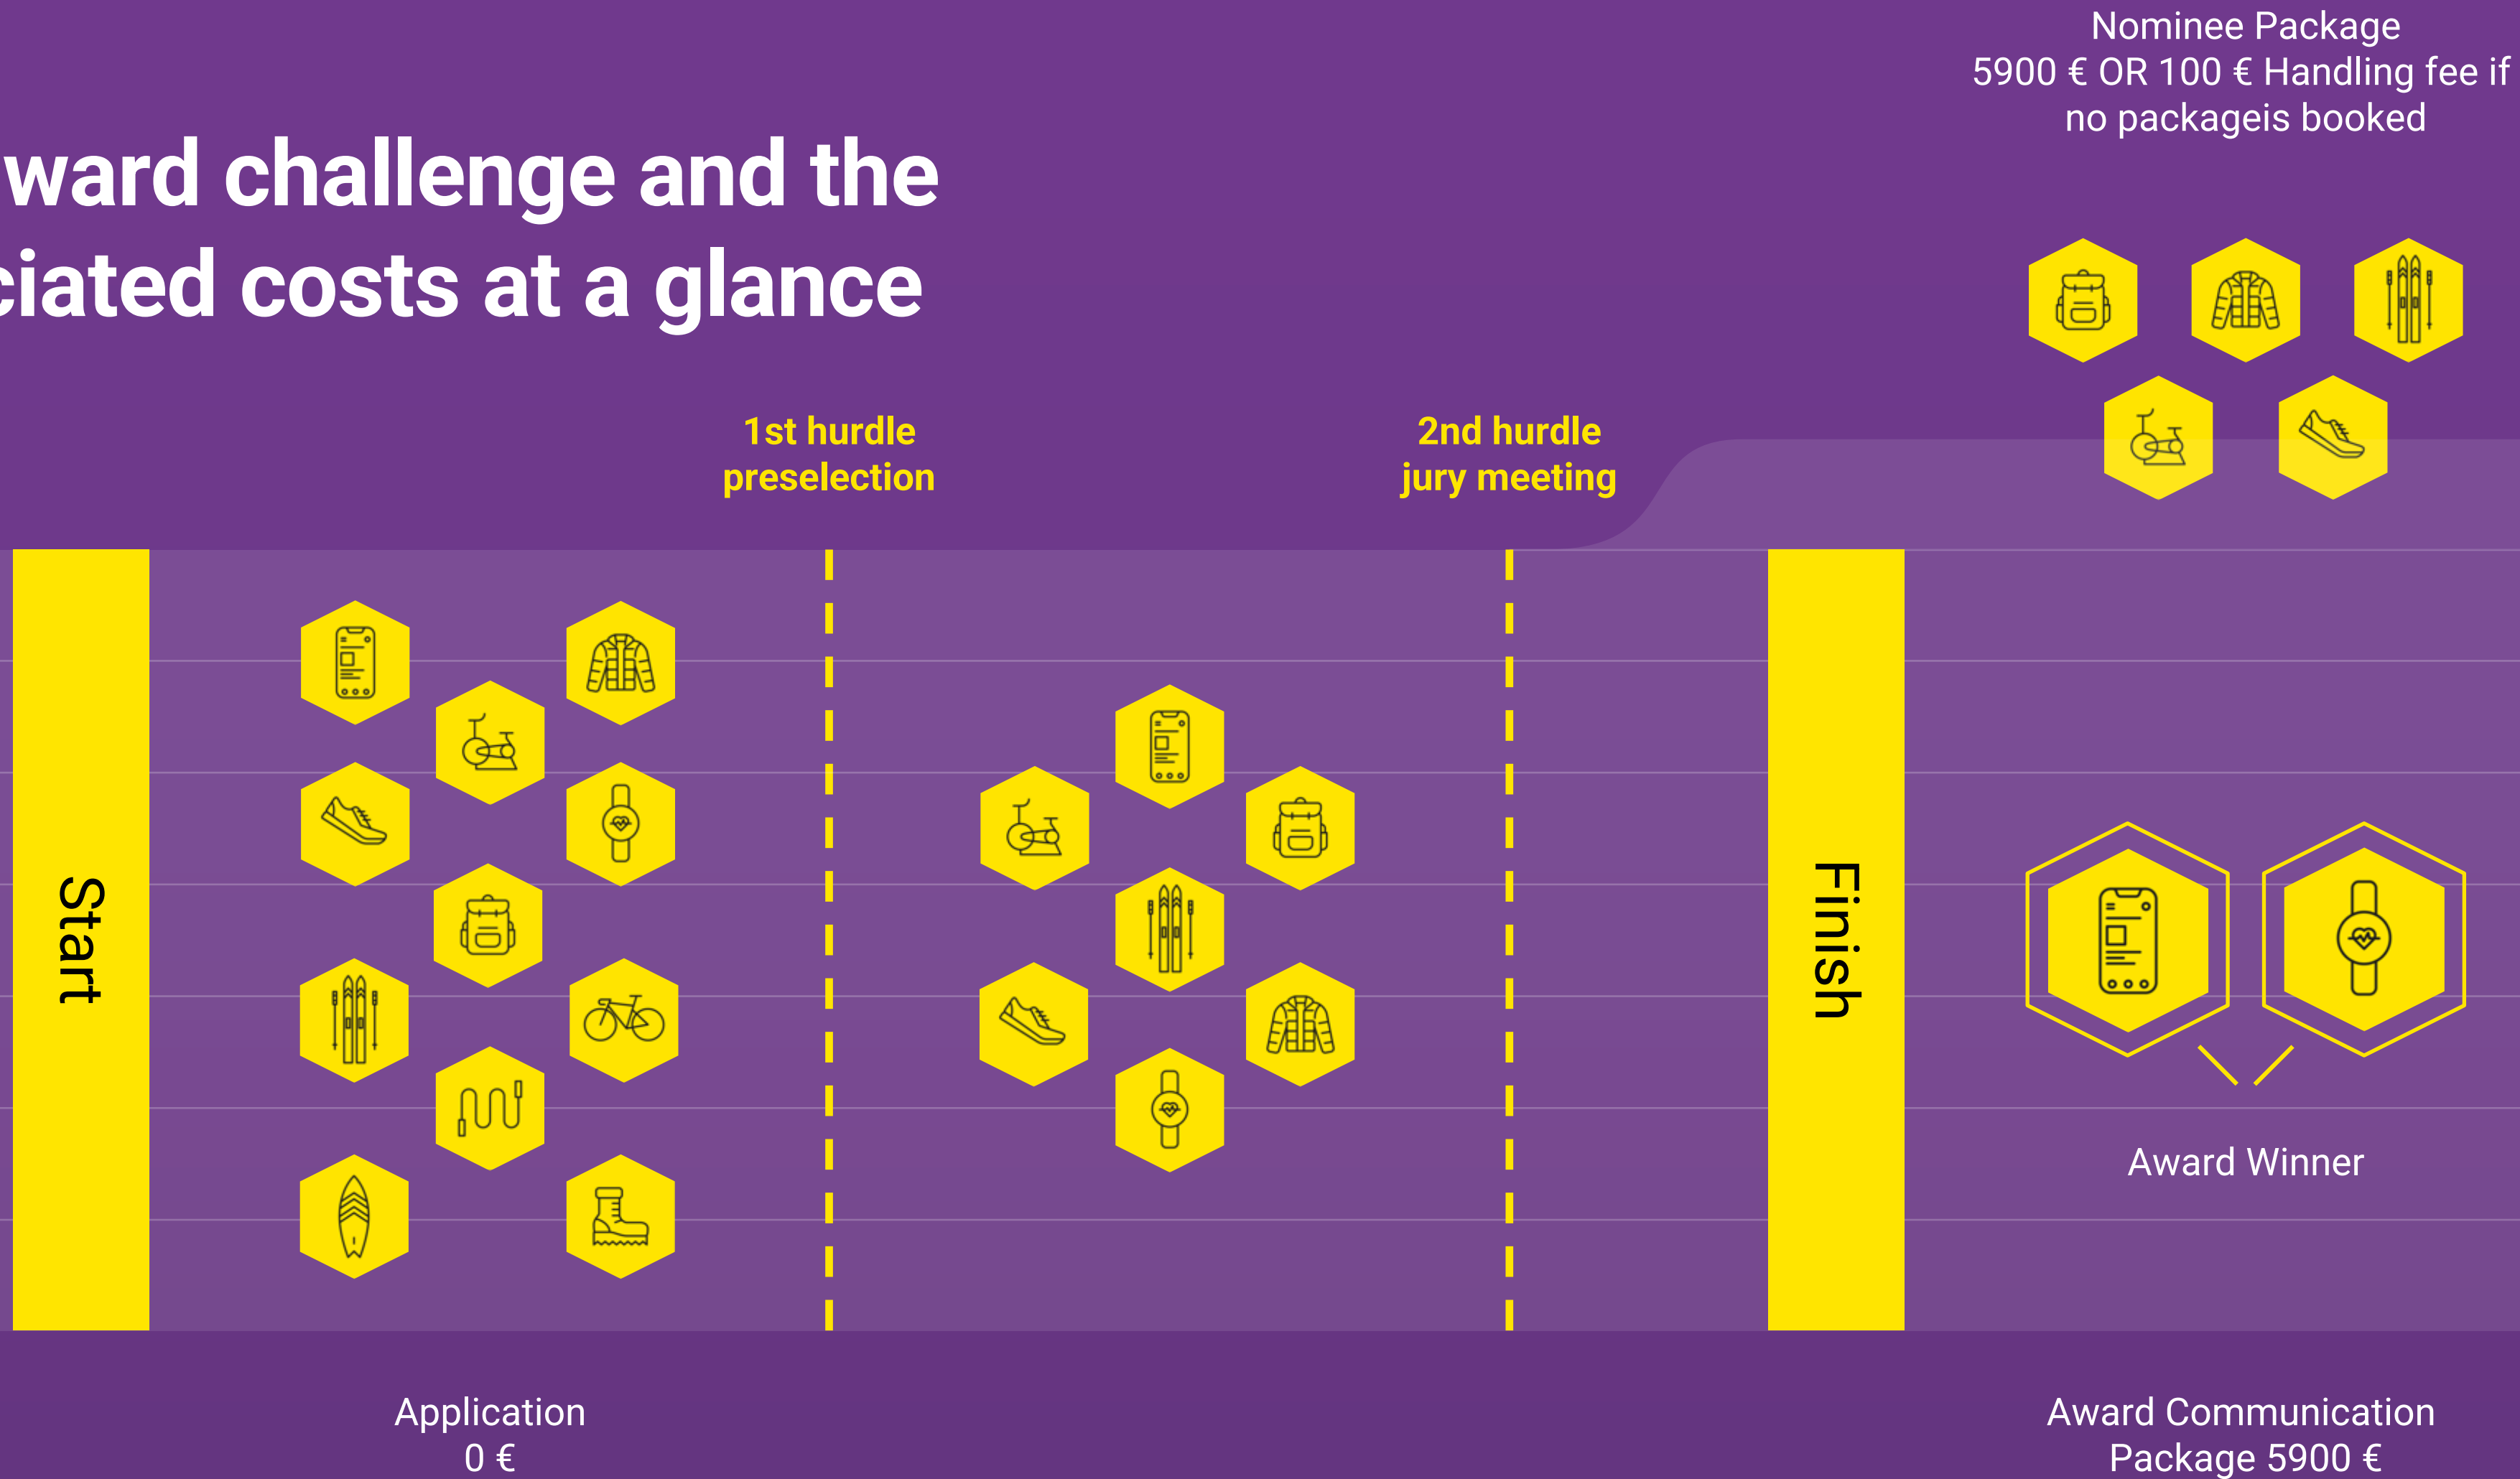 Nominee Package
5900 € OR 100 € Handling fee if
no packageis booked
ward challenge and the
ciated costs at a glance
1st hurdle
preselection
2nd hurdle
jury meeting
Start
Finish
Award Winner
Application
0 €
Award Communication
Package 5900 €